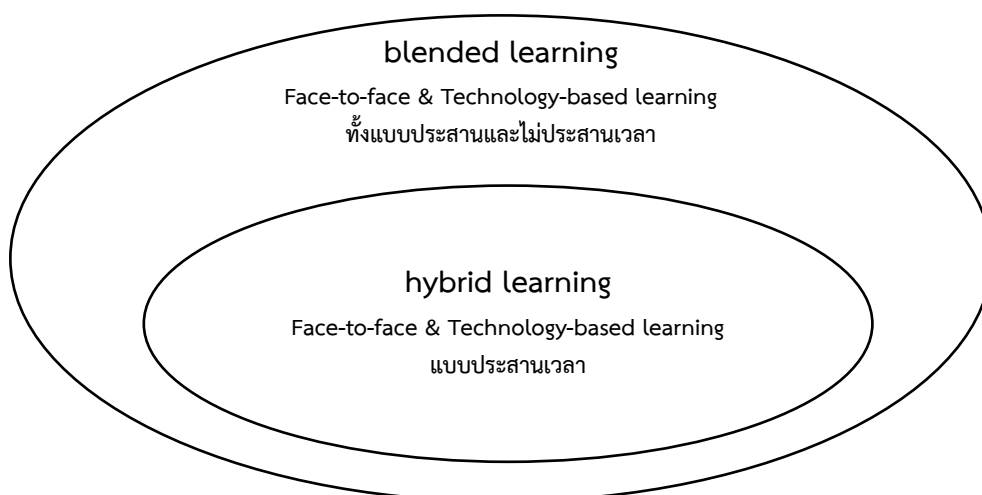 blended learning
Face-to-face & Technology-based learning
ทั้งแบบประสานและไม่ประสานเวลา
hybrid learning
Face-to-face & Technology-based learning
แบบประสานเวลา